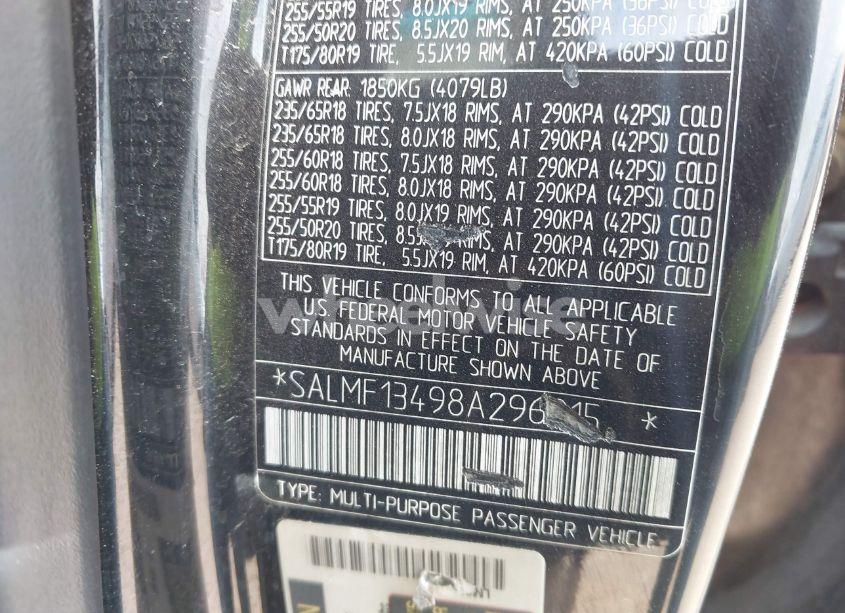 255/55R19 TIRES, 8.0JX19 RIMS, AT 250KPA (36PSI) COLD
255/50R20 TIRES, 8.5JX20 RIMS, AT 250KPA (36PSI) COLD
T175/80R19 TIRE, 5.5JX19 RIM, AT 420KPA (60PSI) COLD
GAWR REAR 1850KG (4079LB)
235/65R18 TIRES, 7.5JX18 RIMS, AT 290KPA (42PSI) COLD
235/65R18 TIRES, 8.0JX18 RIMS, AT 290KPA (42PSI) COLD
255/60R18 TIRES, 7.5JX18 RIMS, AT 290KPA (42PSI) COLD
255/60R18 TIRES, 8.0JX18 RIMS, AT 290KPA (42PSI) COLD
255/55R19 TIRES, 8.0JX19 RIMS, AT 290KPA (42PSI) COLD
255/50R20 TIRES, RIMS, AT 290KPA (42PSI) COLD
T175/80R19 TIRE, 5.5JX19 RIM, AT 420KPA (60PSI) COLD
THIS VEHICLE CONFORMS TO ALL APPLICABLE
U.S. FEDERAL MOTOR VEHICLE SAFETY
STANDARDS IN EFFECT ON THE DATE OF
MANUFACTURE SHOWN ABOVE
wheelwise
TYPE: MULTI-PURPOSE PASSENGER VEHICLE